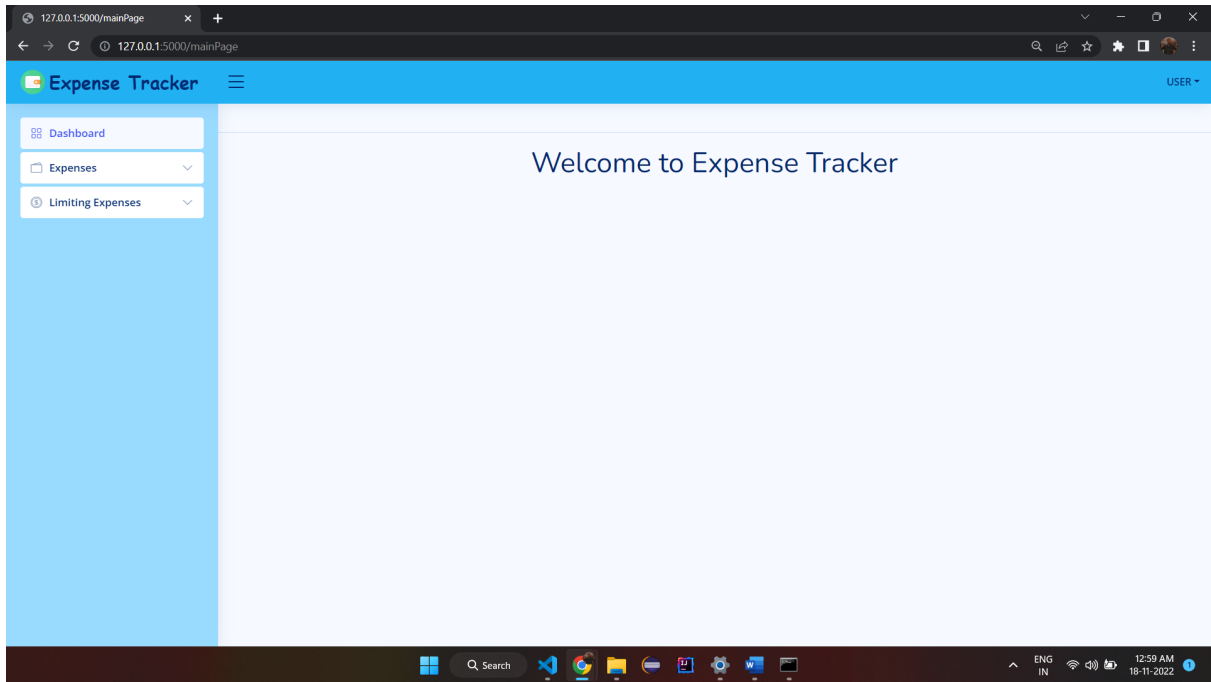 127.0.0.1:5000/mainPage
127.0.0.1:5000/mainPage
Expense Tracker
USER
Dashboard
Expenses
Limiting Expenses
Welcome to Expense Tracker
Search
ENG
IN
12:59 AM
18-11-2022
1